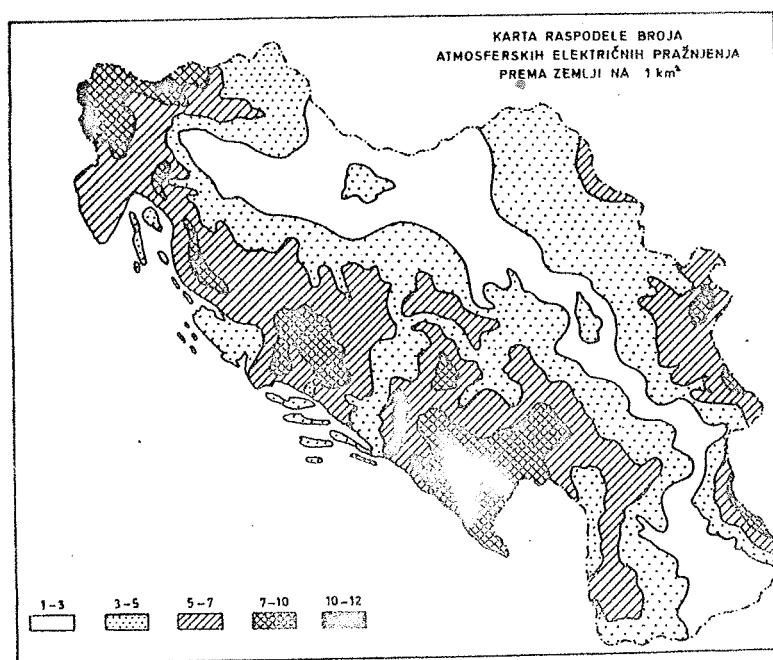 KARTA RASPODELE BROJA
ATMOSFERSKIH ELEKTRIČNIH PRAŽNJENJA
PREMA ZEMLJI NA 1 km²
1-3 3-5 5-7 7-10 10-12